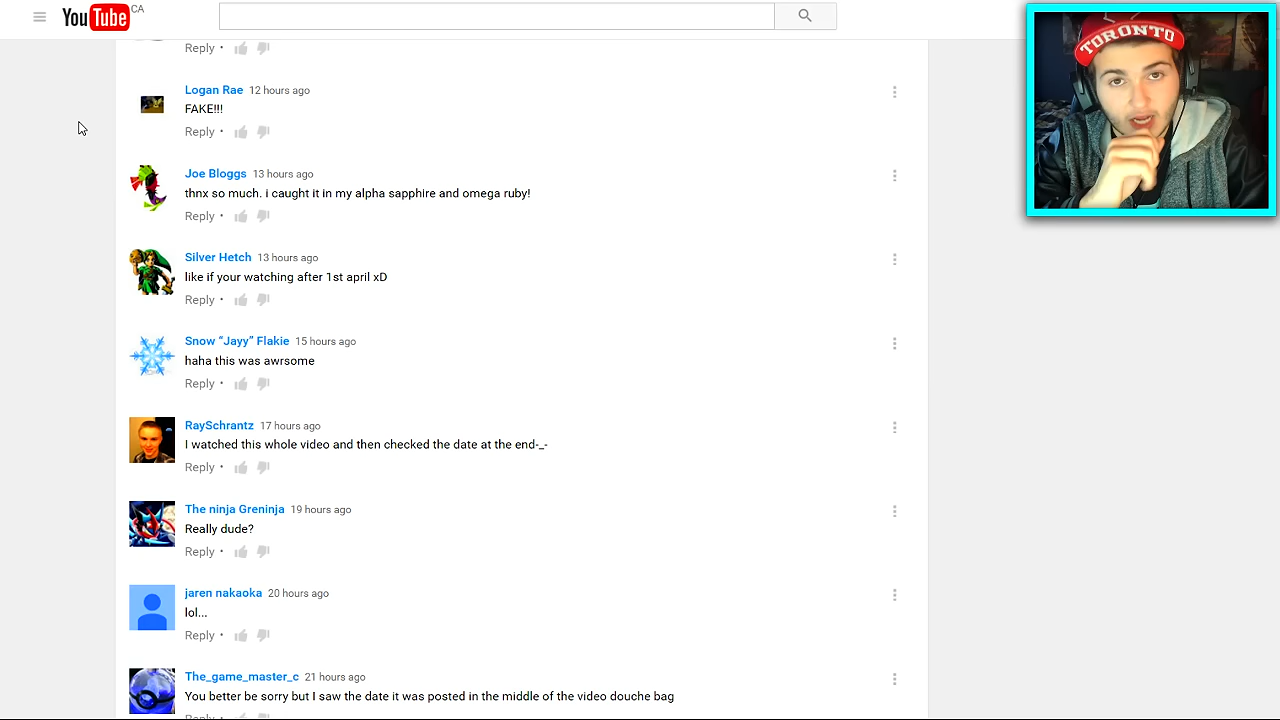 YouTube CA
Reply •
Logan Rae 12 hours ago
FAKE!!!
Reply •
Joe Bloggs 13 hours ago
thnx so much. i caught it in my alpha sapphire and omega ruby!
Reply •
Silver Hetch 13 hours ago
like if your watching after 1st april xD
Reply •
Snow “Jayy” Flakie 15 hours ago
haha this was awrsome
Reply •
RaySchrantz 17 hours ago
I watched this whole video and then checked the date at the end-_-
Reply •
The ninja Greninja 19 hours ago
Really dude?
Reply •
jaren nakaoka 20 hours ago
lol...
Reply •
The_game_master_c 21 hours ago
You better be sorry but I saw the date it was posted in the middle of the video douche bag
Reply •
TORONTO